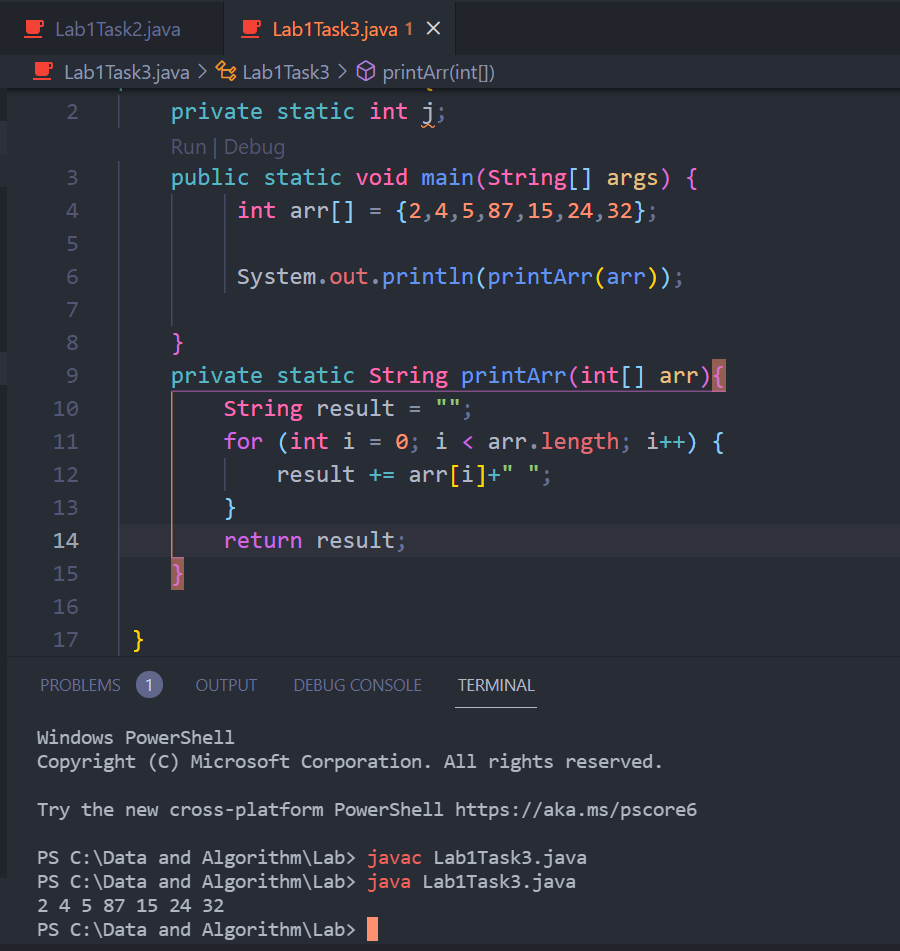 Lab1Task2.java
Lab1Task3.java 1
Lab1Task3.java > Lab1Task3 > printArr(int[])
2 private static int j;
Run | Debug
3 public static void main(String[] args) {
4 int arr[] = {2,4,5,87,15,24,32};
5
6 System.out.println(printArr(arr));
7
8 }
9 private static String printArr(int[] arr){
10 String result = "";
11 for (int i = 0; i < arr.length; i++) {
12 result += arr[i]+" ";
13 }
14 return result;
15 }
16
17 }
PROBLEMS 1 OUTPUT DEBUG CONSOLE TERMINAL
Windows PowerShell
Copyright (C) Microsoft Corporation. All rights reserved.
Try the new cross-platform PowerShell https://aka.ms/pscore6
PS C:\Data and Algorithm\Lab> javac Lab1Task3.java
PS C:\Data and Algorithm\Lab> java Lab1Task3.java
2 4 5 87 15 24 32
PS C:\Data and Algorithm\Lab>